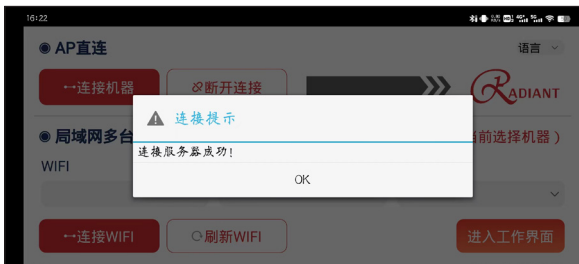 16:22
AP直连
语言
连接机器
断开连接
RADIANT
连接提示
局域网多台
当前选择机器）
连接服务器成功!
WIFI
OK
连接WIFI
刷新WIFI
进入工作界面